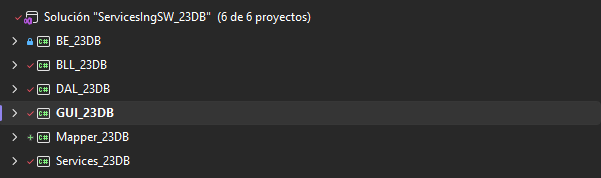 Solución "ServicesIngSW_23DB" (6 de 6 proyectos)
BE_23DB
BLL_23DB
DAL_23DB
GUI_23DB
Mapper_23DB
Services_23DB